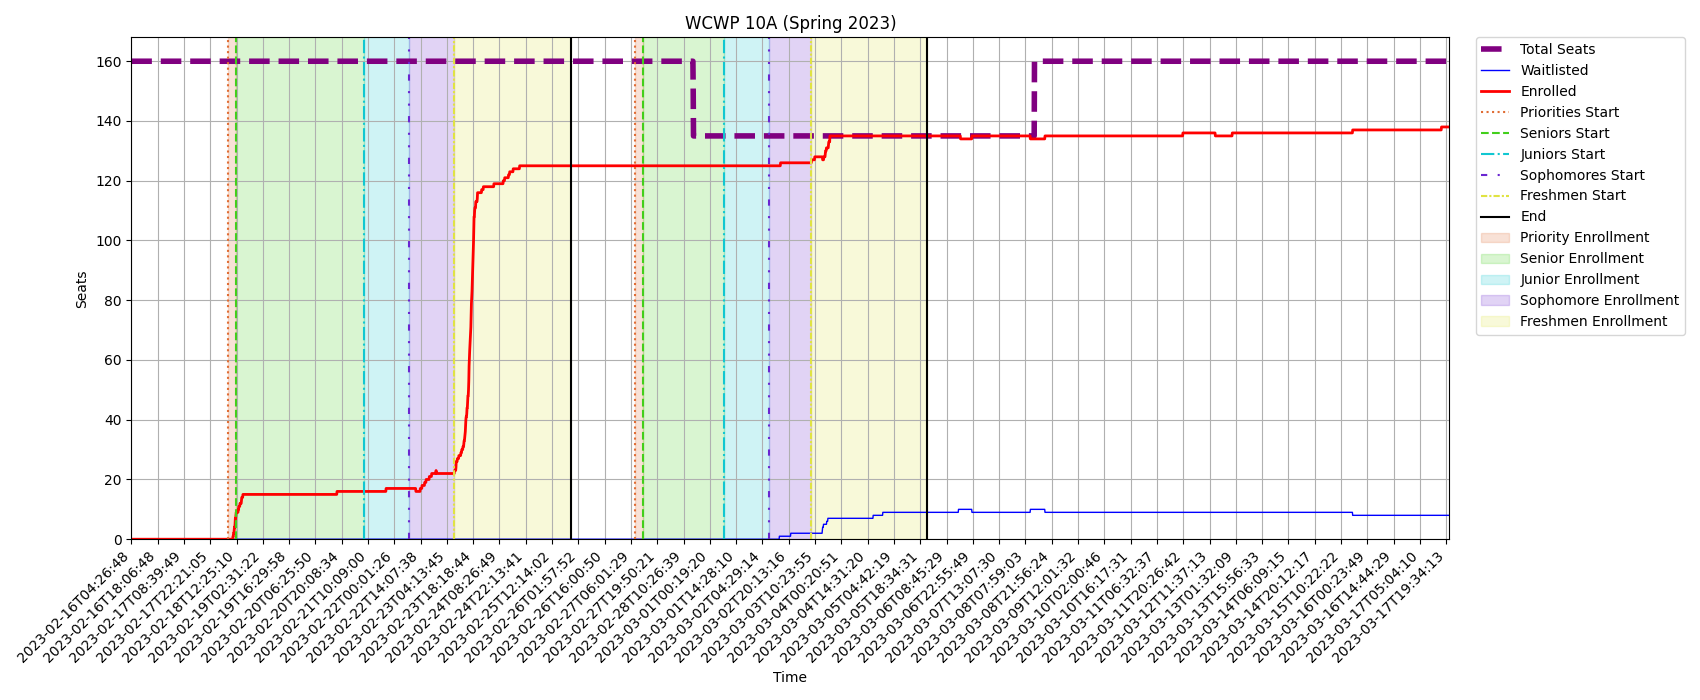 WCWP 10A (Spring 2023)
Seats
160
140
120
100
80
60
40
20
0
2023-02-16T04:26:48
2023-02-16T18:06:48
2023-02-17T08:39:49
2023-02-17T22:21:05
2023-02-18T12:25:10
2023-02-19T02:31:22
2023-02-19T16:29:58
2023-02-20T06:25:50
2023-02-20T20:08:34
2023-02-21T10:09:00
2023-02-22T00:01:26
2023-02-22T14:07:38
2023-02-23T04:13:45
2023-02-23T18:18:44
2023-02-24T08:26:49
2023-02-24T22:13:41
2023-02-25T12:14:02
2023-02-26T01:57:52
2023-02-26T16:00:50
2023-02-27T06:01:29
2023-02-27T19:50:21
2023-02-28T10:26:39
2023-03-01T00:19:20
2023-03-01T14:28:10
2023-03-02T04:29:14
2023-03-02T20:13:16
2023-03-03T10:23:55
2023-03-04T00:20:51
2023-03-04T14:31:20
2023-03-05T04:42:19
2023-03-05T18:34:31
2023-03-06T08:45:29
2023-03-06T22:55:49
2023-03-07T13:07:30
2023-03-08T07:59:03
2023-03-08T21:56:24
2023-03-09T12:01:32
2023-03-10T02:00:46
2023-03-10T16:17:31
2023-03-11T06:32:37
2023-03-11T20:26:42
2023-03-12T11:37:13
2023-03-13T01:32:09
2023-03-13T15:56:33
2023-03-14T06:09:15
2023-03-14T20:12:17
2023-03-15T10:22:22
2023-03-16T00:23:49
2023-03-16T14:44:29
2023-03-17T05:04:10
2023-03-17T19:34:13
Time
Total Seats
Waitlisted
Enrolled
Priorities Start
Seniors Start
Juniors Start
Sophomores Start
Freshmen Start
End
Priority Enrollment
Senior Enrollment
Junior Enrollment
Sophomore Enrollment
Freshmen Enrollment